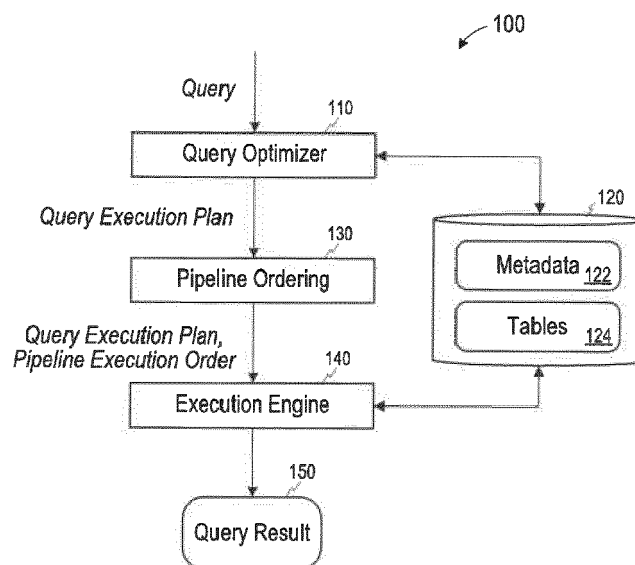 100
Query
110
Query Optimizer
Query Execution Plan
120
130
Metadata 122
Pipeline Ordering
Tables 124
Query Execution Plan,
Pipeline Execution Order
140
Execution Engine
150
Query Result